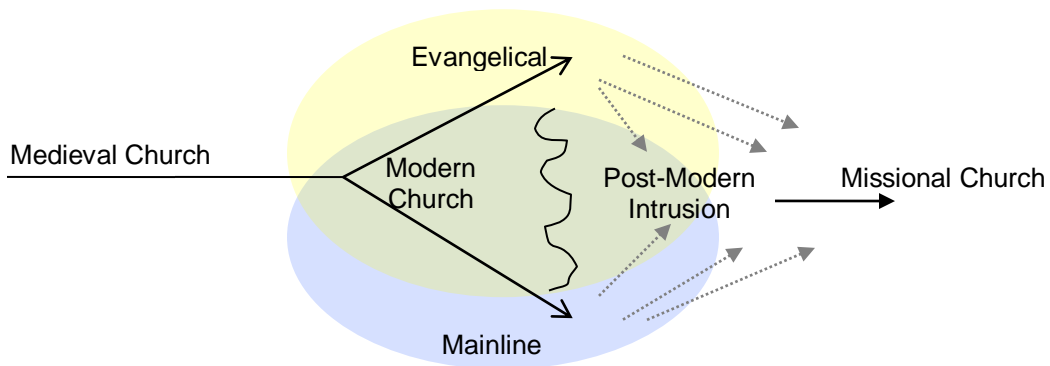 Evangelical
Medieval Church
Modern
Church
Post-Modern
Intrusion
Missional Church
Mainline